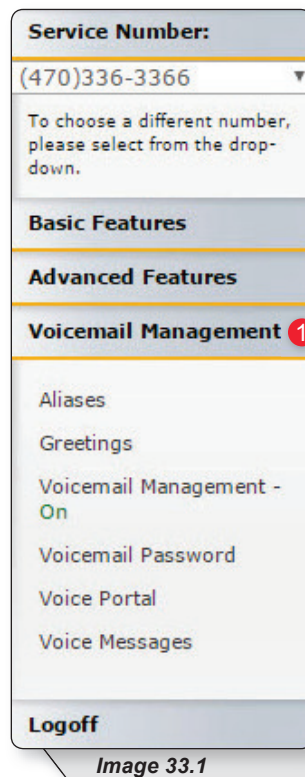 Service Number:
(470)336-3366 ▼
To choose a different number,
please select from the drop-
down.
Basic Features
Advanced Features
Voicemail Management 1
Aliases
Greetings
Voicemail Management -
On
Voicemail Password
Voice Portal
Voice Messages
Logoff
Image 33.1